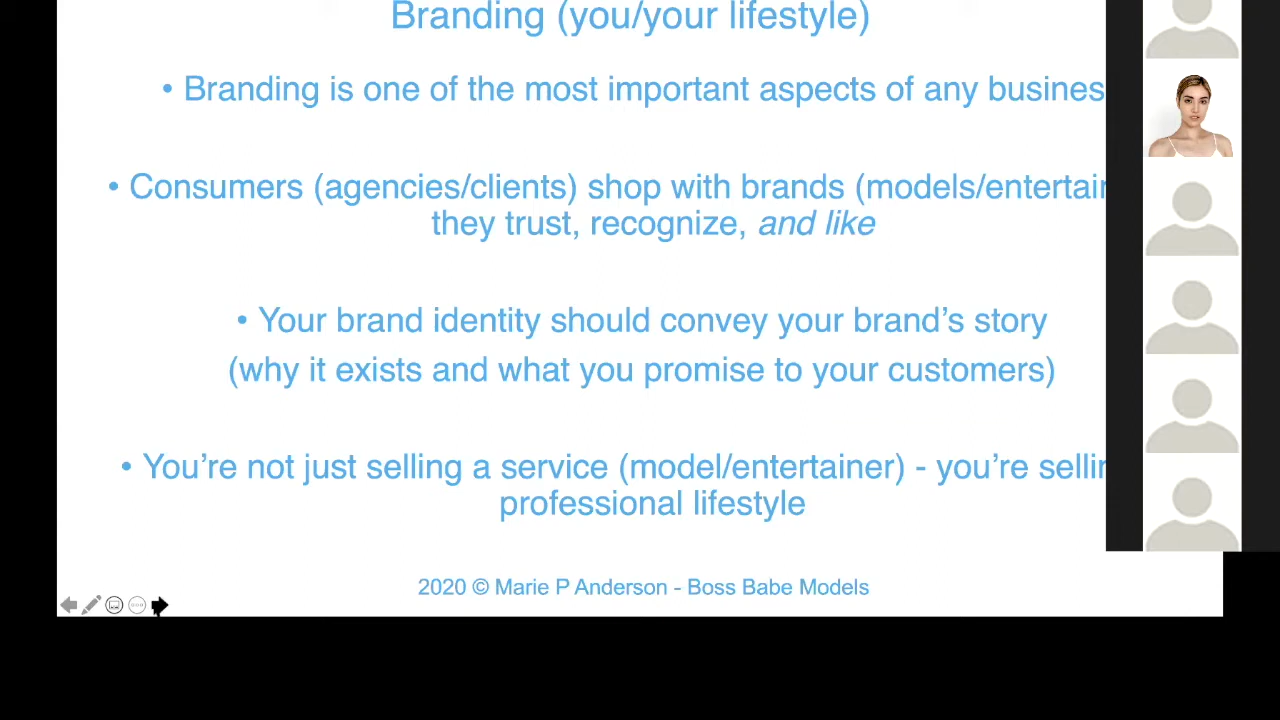 Branding (you/your lifestyle)
• Branding is one of the most important aspects of any busines
• Consumers (agencies/clients) shop with brands (models/entertain
they trust, recognize, and like
• Your brand identity should convey your brand’s story
(why it exists and what you promise to your customers)
• You’re not just selling a service (model/entertainer) - you’re sellin
professional lifestyle
2020 © Marie P Anderson - Boss Babe Models